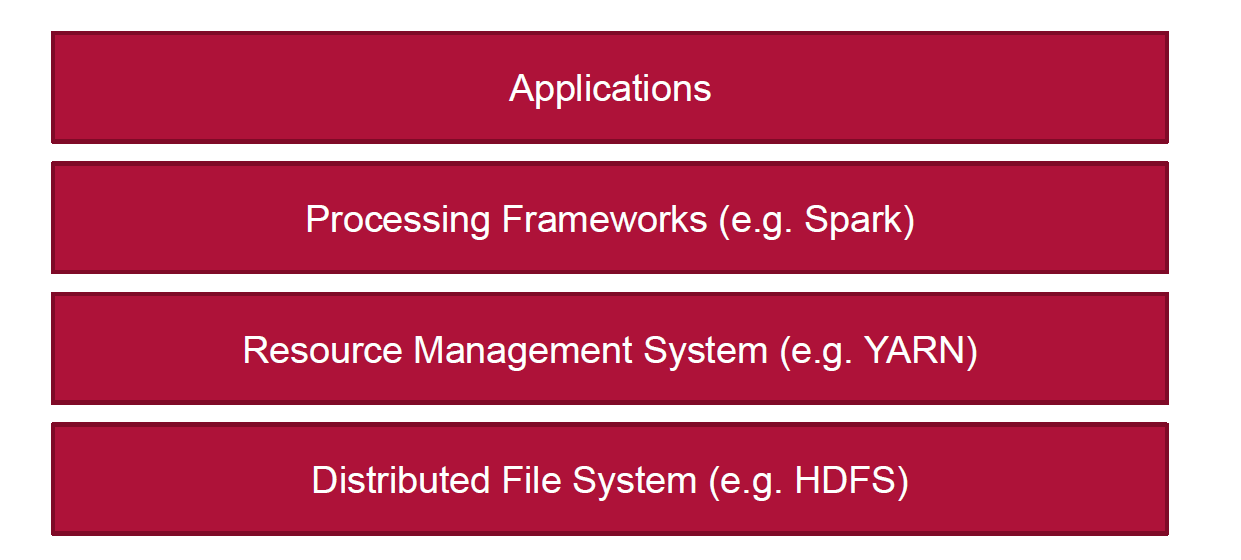 Applications
Processing Frameworks (e.g. Spark)
Resource Management System (e.g. YARN)
Distributed File System (e.g. HDFS)